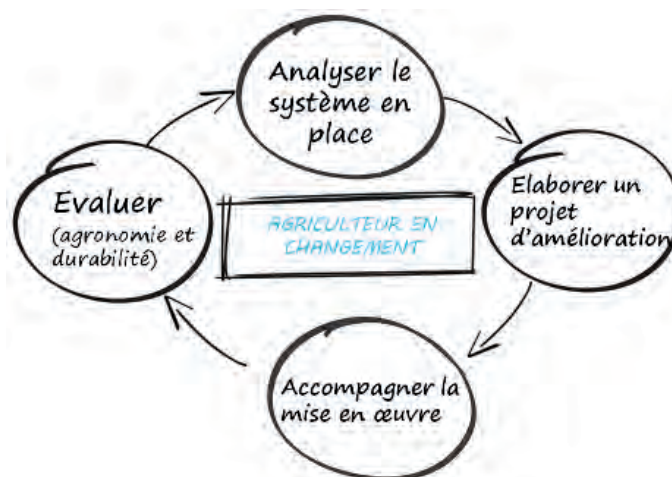 Analyser le
système en
place
Elaborer un
projet
d'amélioration
Accompagner la
mise en œuvre
Evaluer
(agronomie et
durabilité)
AGRICULTEUR EN
CHANGEMENT